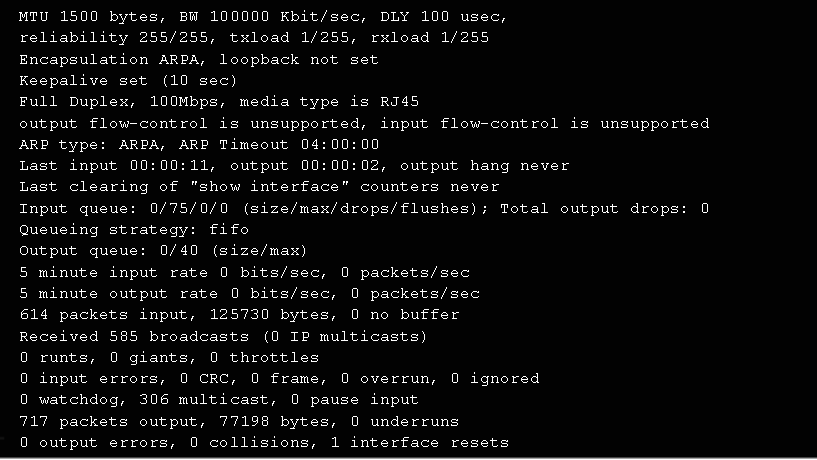 MTU 1500 bytes, BW 100000 Kbit/sec, DLY 100 usec,
reliability 255/255, txload 1/255, rxload 1/255
Encapsulation ARPA, loopback not set
Keepalive set (10 sec)
Full Duplex, 100Mbps, media type is RJ45
output flow-control is unsupported, input flow-control is unsupported
ARP type: ARPA, ARP Timeout 04:00:00
Last input 00:00:11, output 00:00:02, output hang never
Last clearing of "show interface" counters never
Input queue: 0/75/0/0 (size/max/drops/flushes); Total output drops: 0
Queueing strategy: fifo
Output queue: 0/40 (size/max)
5 minute input rate 0 bits/sec, 0 packets/sec
5 minute output rate 0 bits/sec, 0 packets/sec
614 packets input, 125730 bytes, 0 no buffer
Received 585 broadcasts (0 IP multicasts)
0 runts, 0 giants, 0 throttles
0 input errors, 0 CRC, 0 frame, 0 overrun, 0 ignored
0 watchdog, 306 multicast, 0 pause input
717 packets output, 77198 bytes, 0 underruns
0 output errors, 0 collisions, 1 interface resets